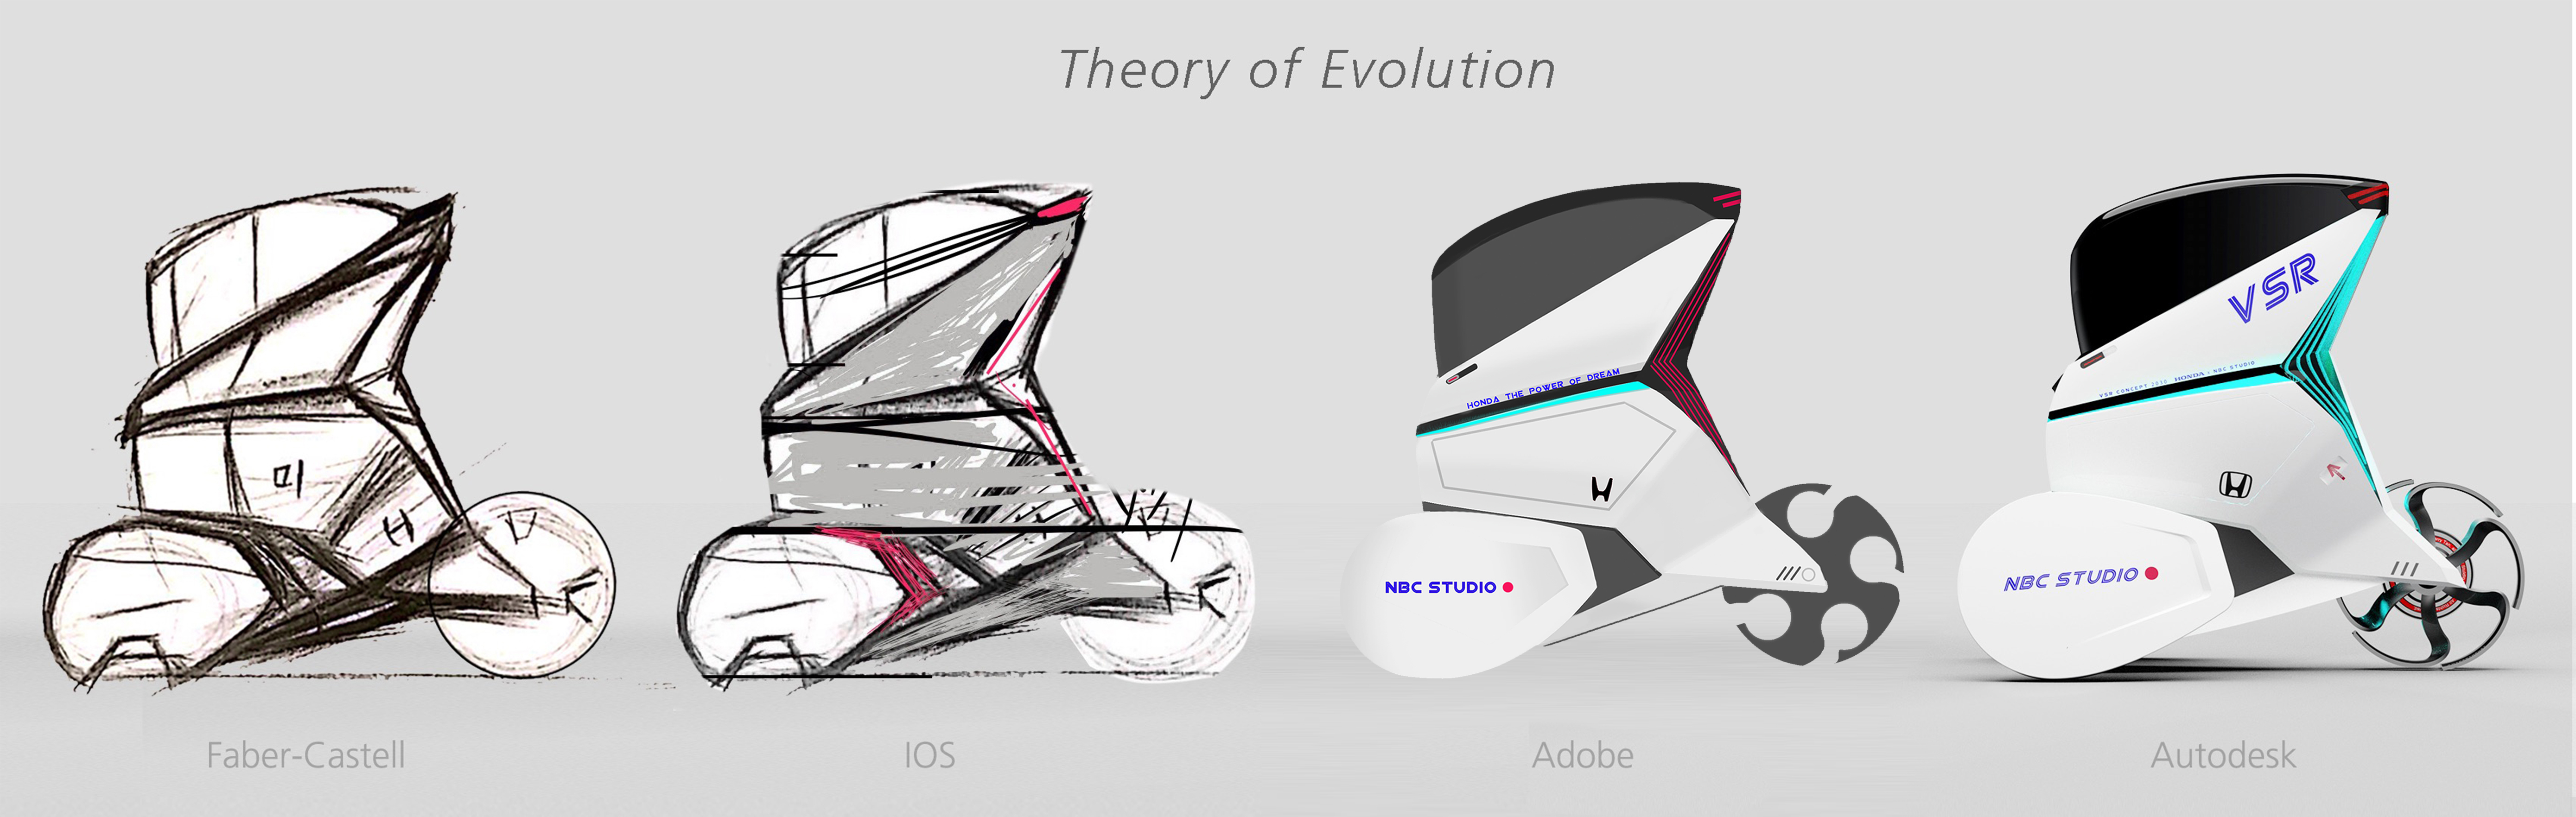 Theory of Evolution
HONDA THE POWER OF DREAM
NBC STUDIO
VSR
VSR CONCEPT 2030 HONDA + NBC STUDIO
NBC STUDIO
Faber-Castell
IOS
Adobe
Autodesk